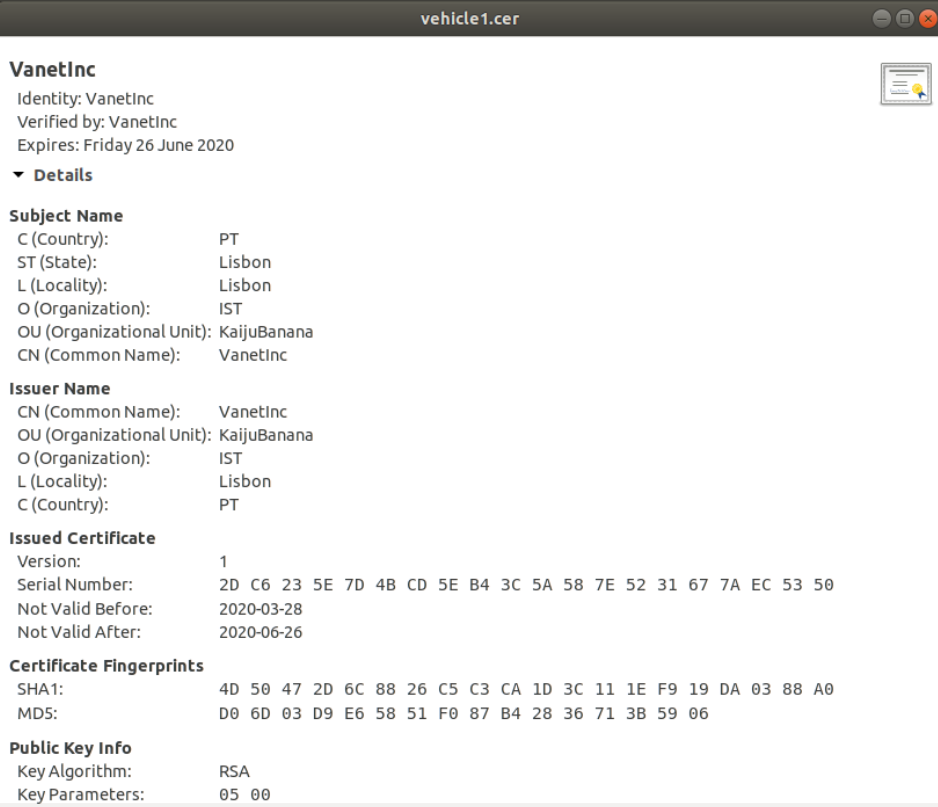 vehicle1.cer
VanetInc
Identity: VanetInc
Verified by: VanetInc
Expires: Friday 26 June 2020
Details
Subject Name
C (Country): PT
ST (State): Lisbon
L (Locality): Lisbon
O (Organization): IST
OU (Organizational Unit): KaijuBanana
CN (Common Name): VanetInc
Issuer Name
CN (Common Name): VanetInc
OU (Organizational Unit): KaijuBanana
O (Organization): IST
L (Locality): Lisbon
C (Country): PT
Issued Certificate
Version: 1
Serial Number: 2D C6 23 5E 7D 4B CD 5E B4 3C 5A 58 7E 52 31 67 7A EC 53 50
Not Valid Before: 2020-03-28
Not Valid After: 2020-06-26
Certificate Fingerprints
SHA1: 4D 50 47 2D 6C 88 26 C5 C3 CA 1D 3C 11 1E F9 19 DA 03 88 A0
MD5: D0 6D 03 D9 E6 58 51 F0 87 B4 28 36 71 3B 59 06
Public Key Info
Key Algorithm: RSA
Key Parameters: 05 00